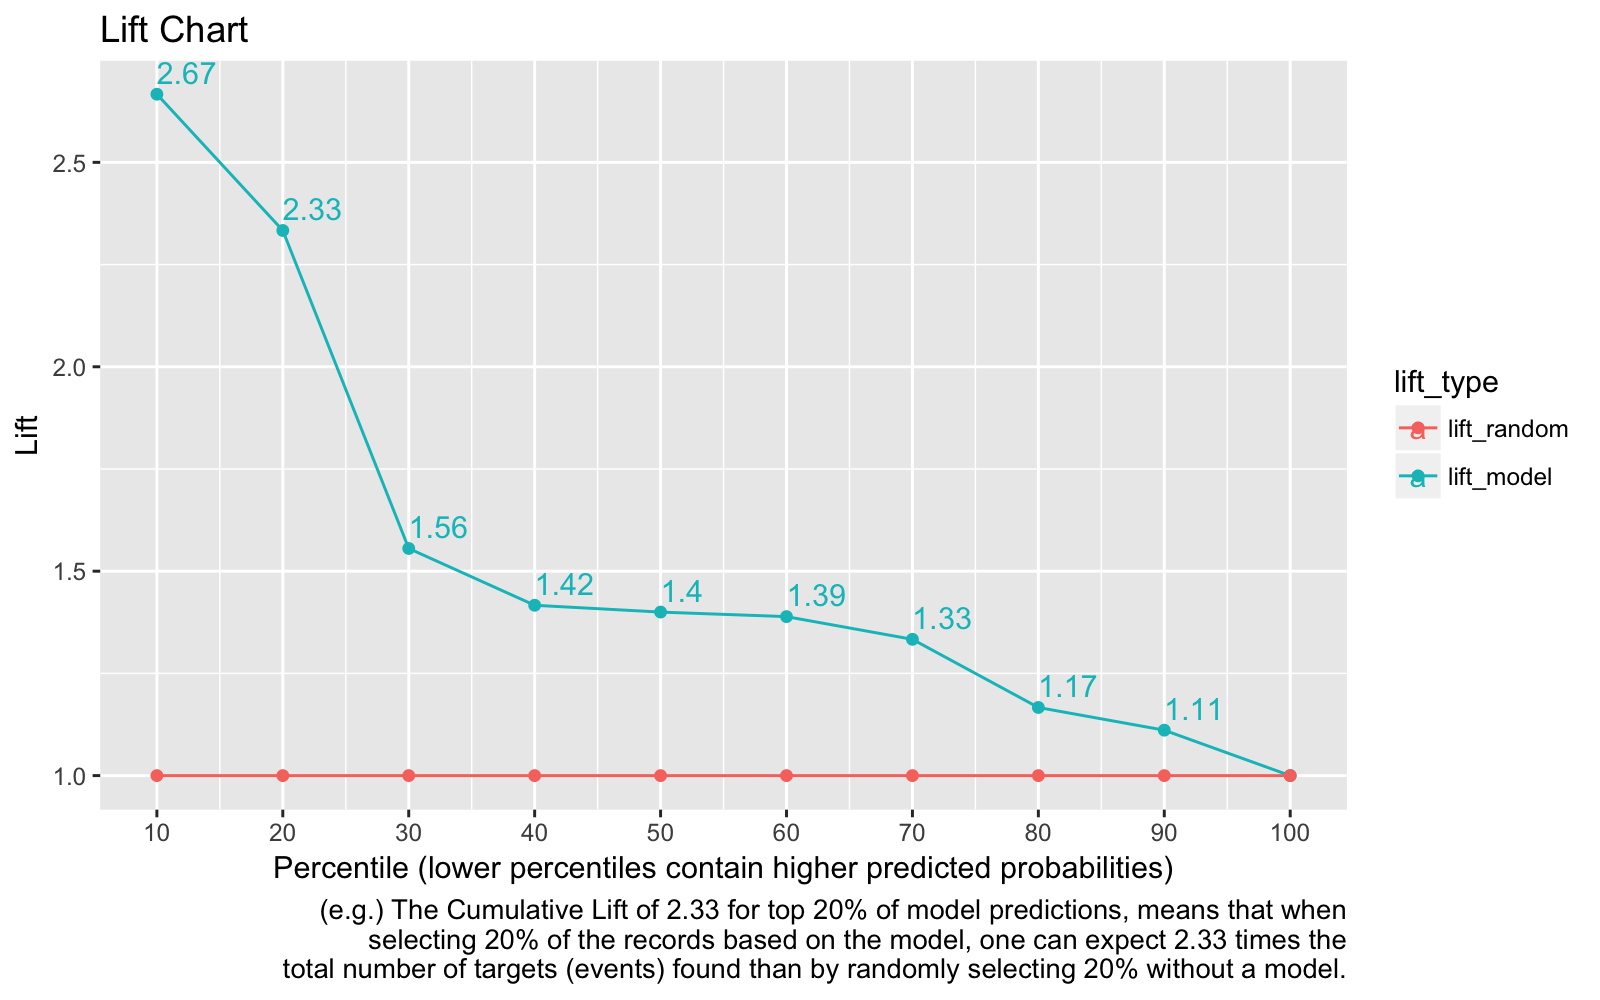 Lift Chart
2.67
2.33
1.56
1.42
1.4
1.39
1.33
1.17
1.11
2.5
2.0
1.5
1.0
Lift
10 20 30 40 50 60 70 80 90 100
Percentile (lower percentiles contain higher predicted probabilities)
(e.g.) The Cumulative Lift of 2.33 for top 20% of model predictions, means that when
selecting 20% of the records based on the model, one can expect 2.33 times the
total number of targets (events) found than by randomly selecting 20% without a model.
lift_type
a lift_random
a lift_model